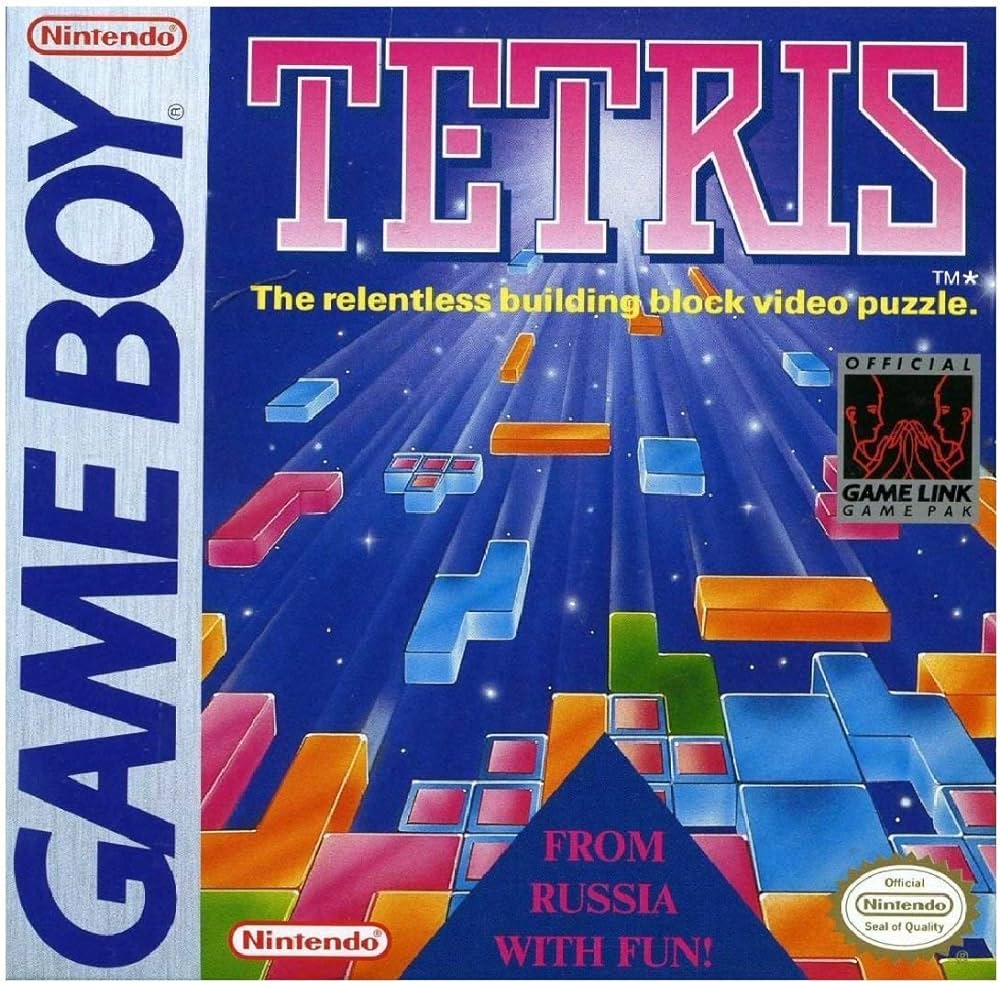 Nintendo®
GAME BOY®
TETRIS
TM*
The relentless building block video puzzle.
OFFICIAL
GAME LINK
GAME PAK
FROM
RUSSIA
WITH FUN!
Nintendo®
Official
Nintendo
Seal of Quality
®